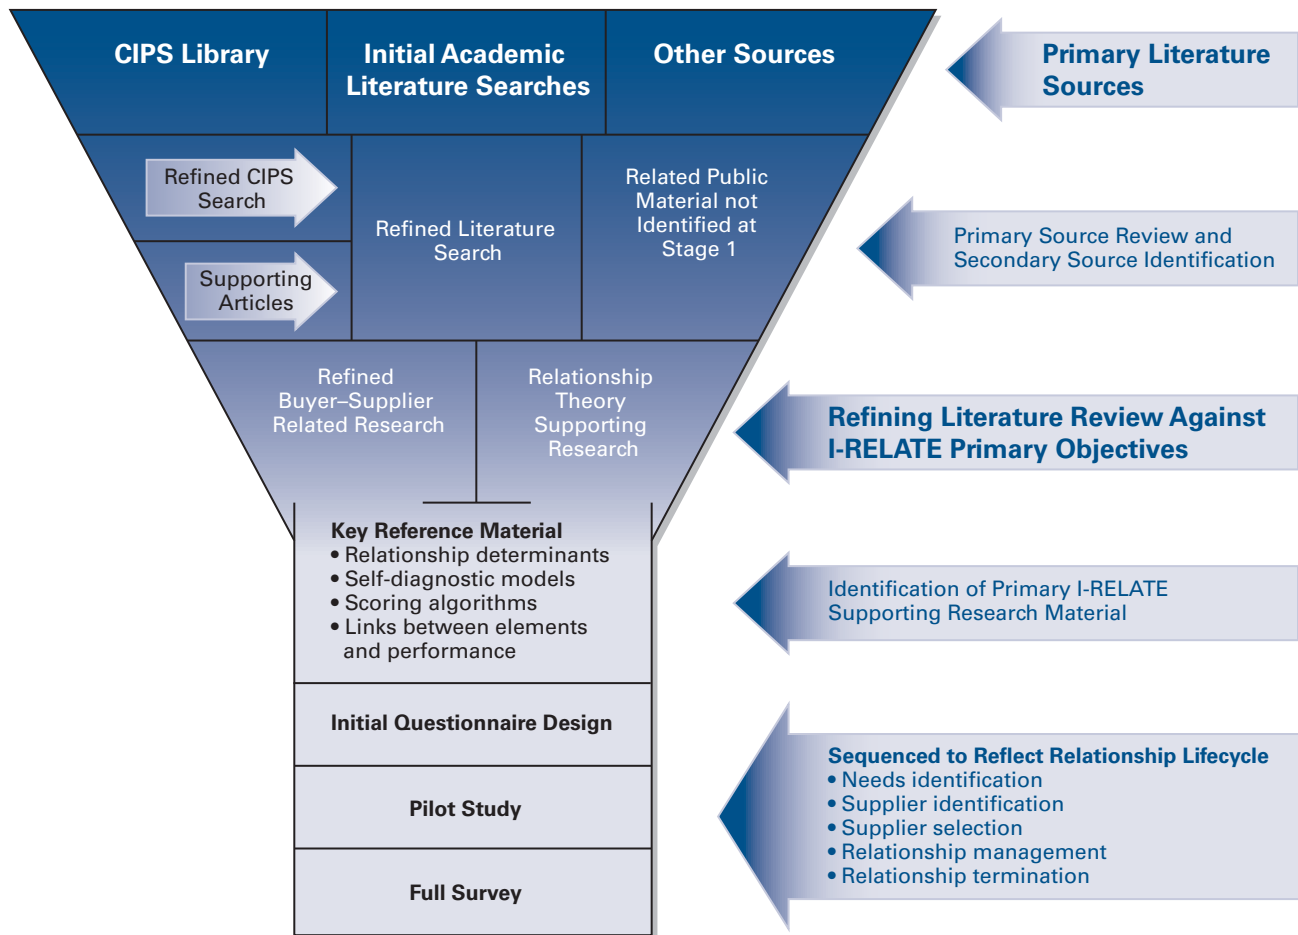 CIPS Library
Initial Academic
Literature Searches
Other Sources
Primary Literature
Sources
Refined CIPS
Search
Supporting
Articles
Refined Literature
Search
Related Public
Material not
Identified at
Stage 1
Primary Source Review and
Secondary Source Identification
Refined
Buyer–Supplier
Related Research
Relationship
Theory
Supporting
Research
Refining Literature Review Against
I-RELATE Primary Objectives
Key Reference Material
• Relationship determinants
• Self-diagnostic models
• Scoring algorithms
• Links between elements
and performance
Identification of Primary I-RELATE
Supporting Research Material
Initial Questionnaire Design
Pilot Study
Full Survey
Sequenced to Reflect Relationship Lifecycle
• Needs identification
• Supplier identification
• Supplier selection
• Relationship management
• Relationship termination